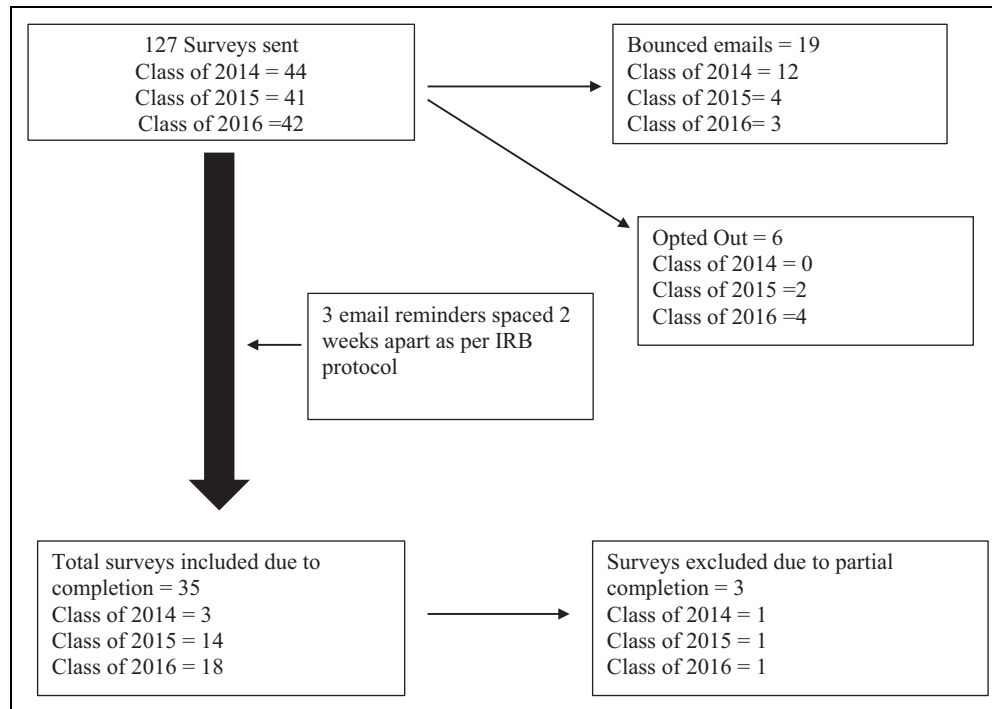 127 Surveys sent
Class of 2014 = 44
Class of 2015 = 41
Class of 2016 =42
Bounced emails = 19
Class of 2014 = 12
Class of 2015= 4
Class of 2016= 3
Opted Out = 6
Class of 2014 = 0
Class of 2015 =2
Class of 2016 =4
3 email reminders spaced 2
weeks apart as per IRB
protocol
Total surveys included due to
completion = 35
Class of 2014 = 3
Class of 2015 = 14
Class of 2016 = 18
Surveys excluded due to partial
completion = 3
Class of 2014 = 1
Class of 2015 = 1
Class of 2016 = 1